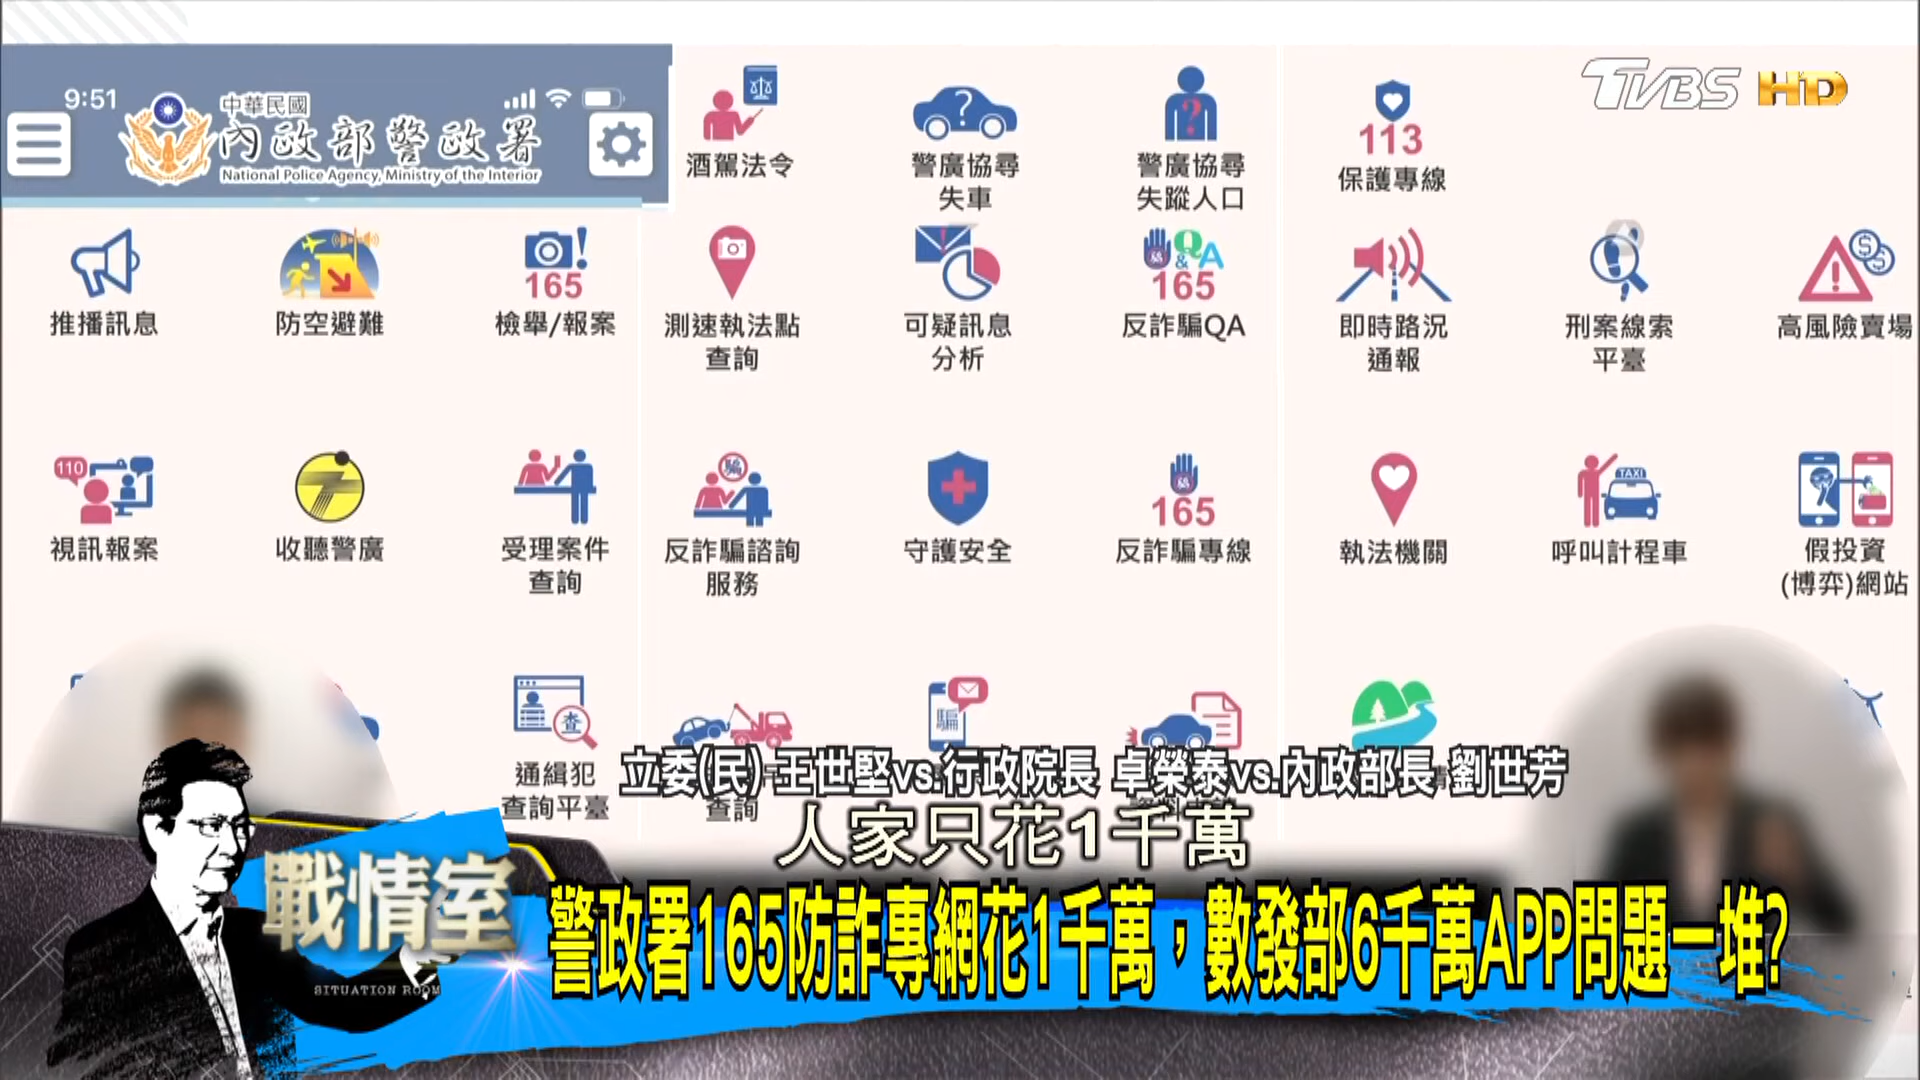 9:51
中華民國
內政部警政署
National Police Agency, Ministry of the Interior
TVBS HD
酒駕法令
警廣協尋
失車
警廣協尋
失蹤人口
113
保護專線
推播訊息
防空避難
165
檢舉/報案
測速執法點
查詢
可疑訊息
分析
Q&A
165
反詐騙QA
即時路況
通報
刑案線索
平臺
高風險賣場
110
視訊報案
收聽警廣
受理案件
查詢
騙
反詐騙諮詢
服務
守護安全
165
反詐騙專線
執法機關
TAXI
呼叫計程車
假投資
(博弈)網站
查
通緝犯
查詢平臺
查詢
騙
立委(民) 王世堅vs.行政院長 卓榮泰vs.內政部長 劉世芳
人家只花1千萬
戰情室
SITUATION ROOM
警政署165防詐專網花1千萬，數發部6千萬APP問題一堆?